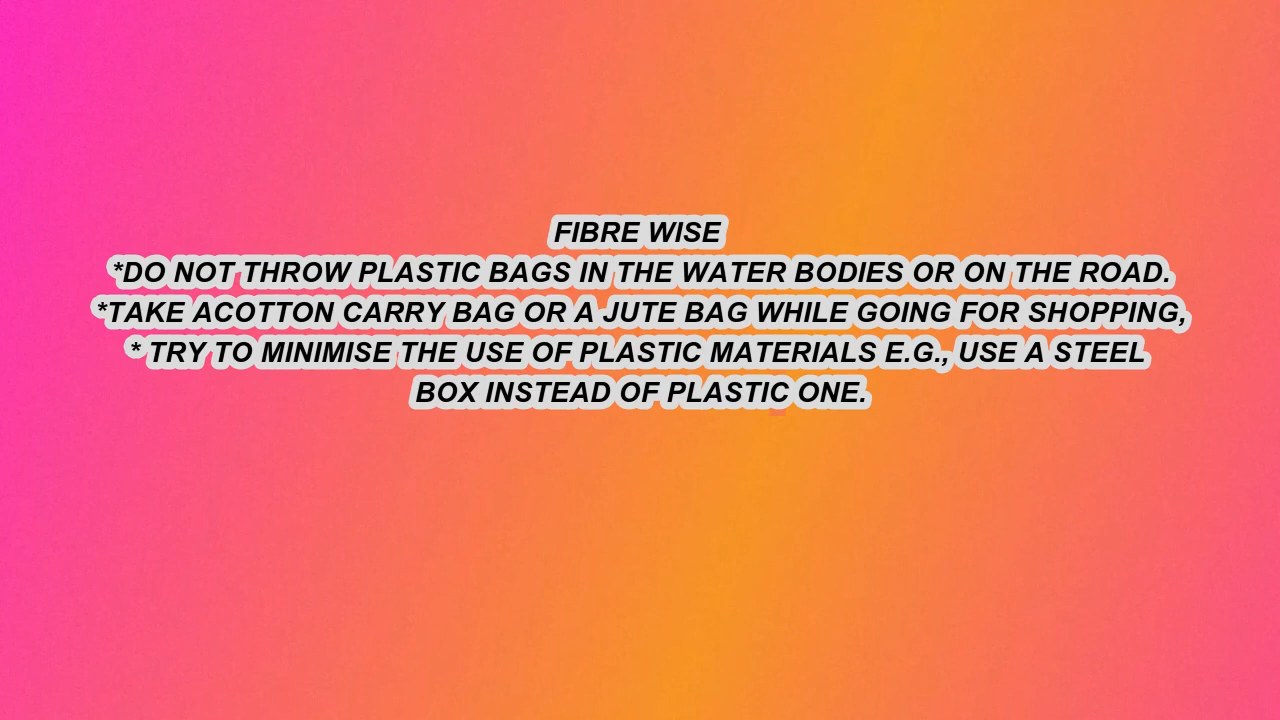 FIBRE WISE
*DO NOT THROW PLASTIC BAGS IN THE WATER BODIES OR ON THE ROAD.
*TAKE ACOTTON CARRY BAG OR A JUTE BAG WHILE GOING FOR SHOPPING,
* TRY TO MINIMISE THE USE OF PLASTIC MATERIALS E.G., USE A STEEL
BOX INSTEAD OF PLASTIC ONE.